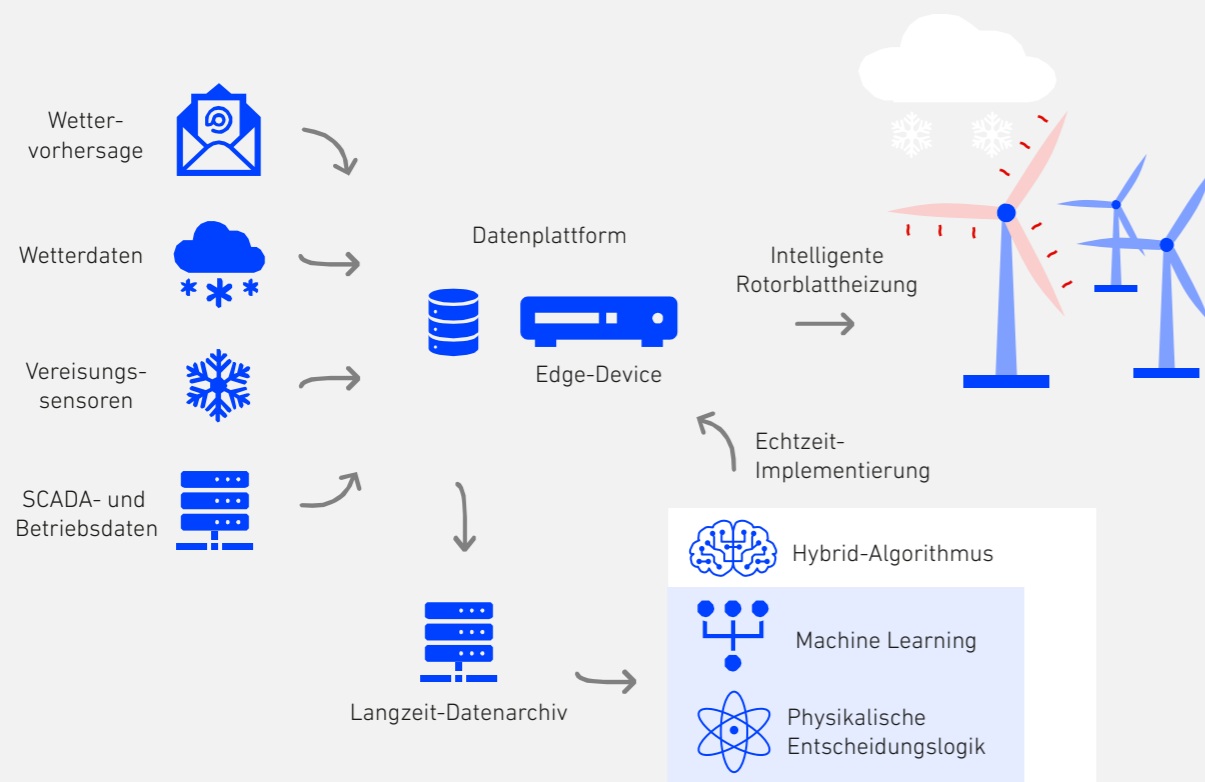 Wetter-
vorhersage
Wetterdaten
Vereisungs-
sensoren
SCADA- und
Betriebsdaten
Datenplattform
Edge-Device
Intelligente
Rotorblattheizung
Echtzeit-
Implementierung
Langzeit-Datenarchiv
Hybrid-Algorithmus
Machine Learning
Physikalische
Entscheidungslogik